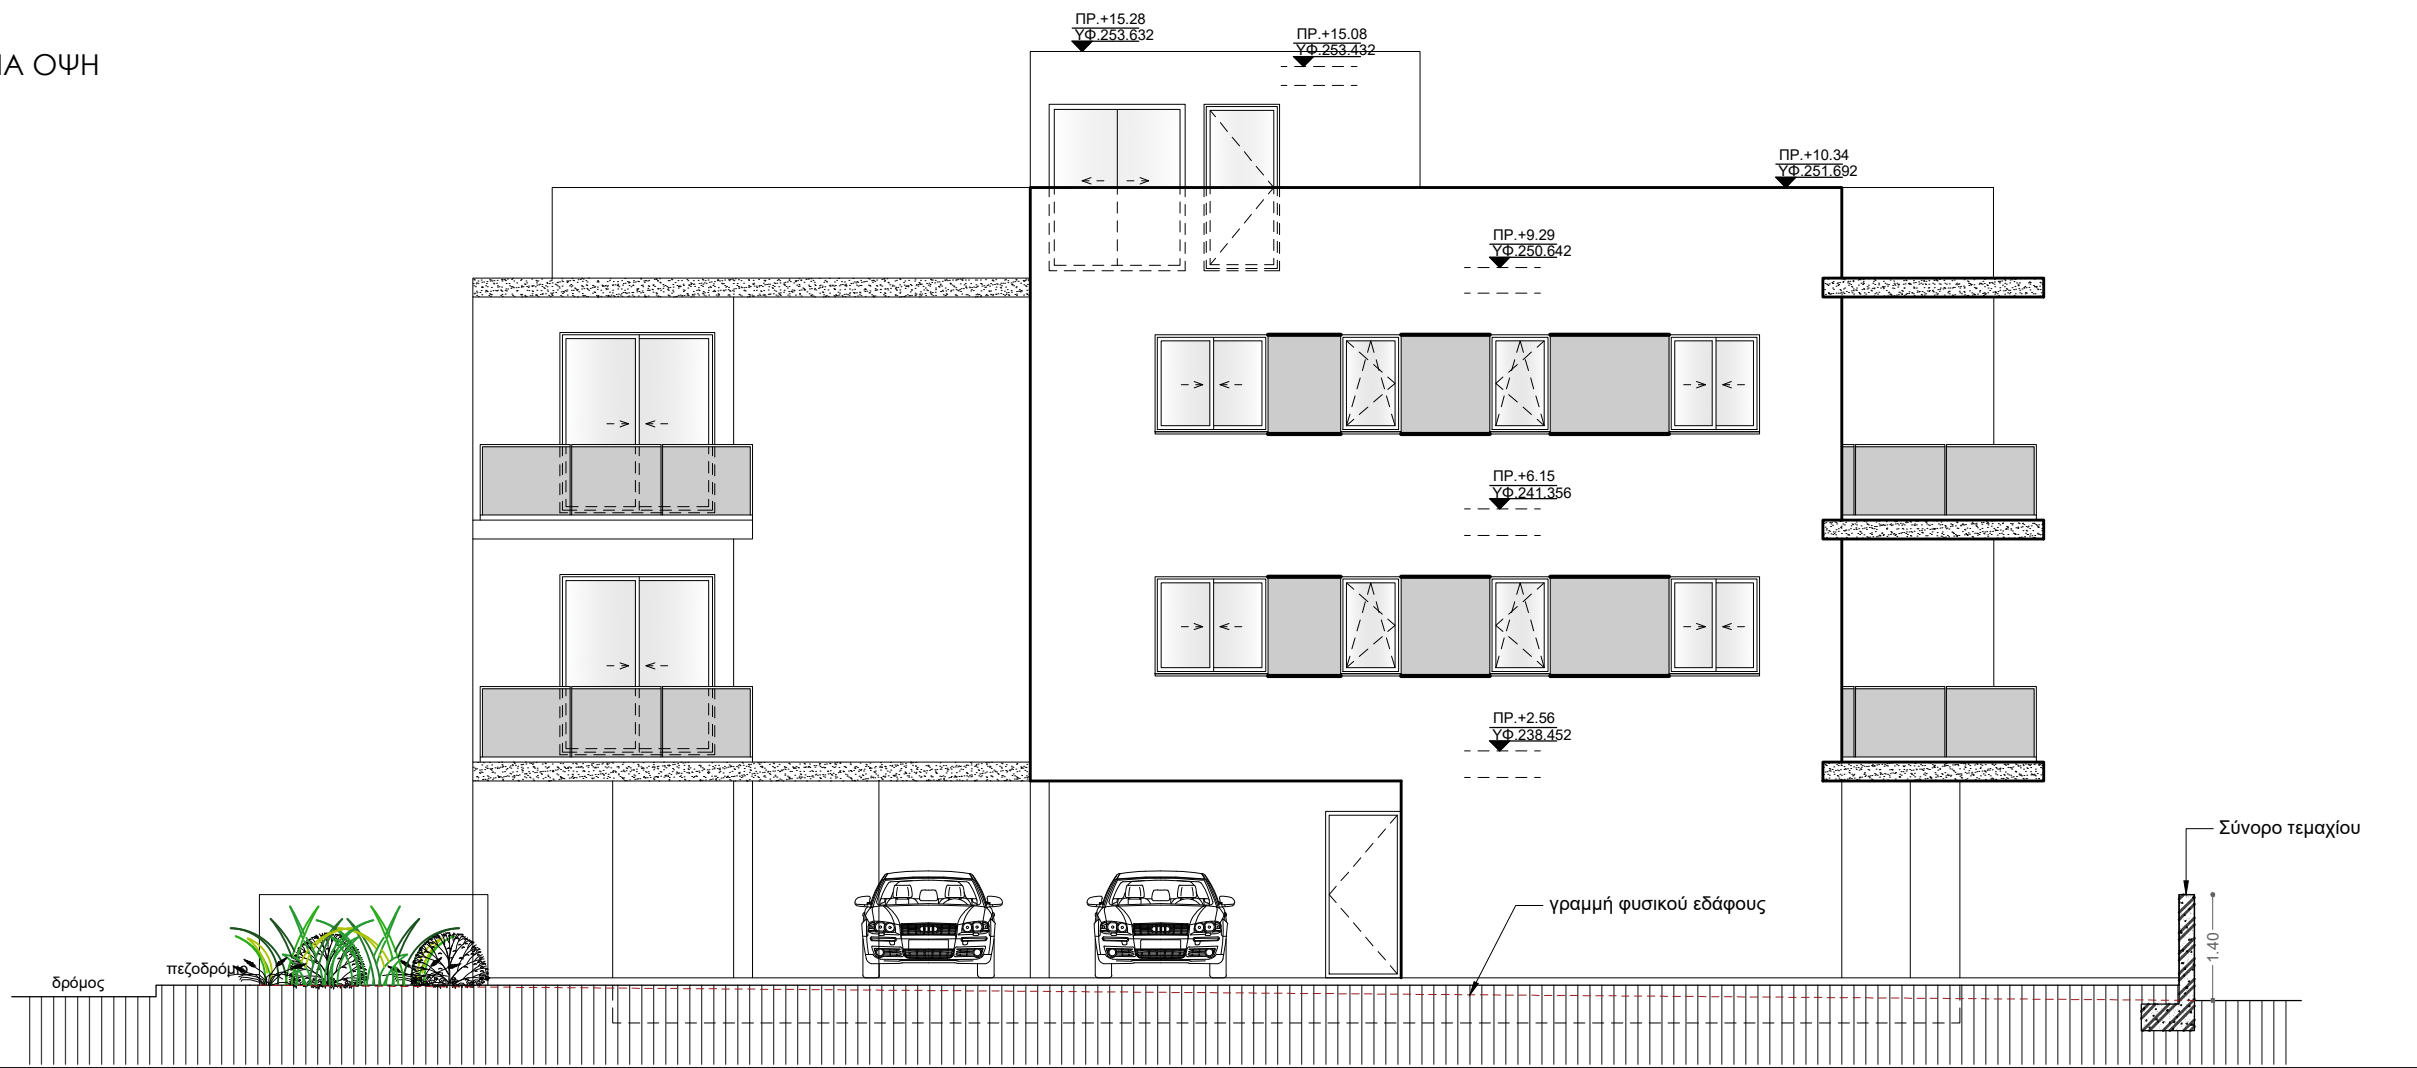 ΠΡ.+15.28
ΥΦ.253.632
ΠΡ.+15.08
ΥΦ.253.432
ΟΨΗ
ΠΡ.+10.34
ΥΦ.251.692
ΠΡ.+9.29
ΥΦ.250.642
ΠΡ.+6.15
ΥΦ.241.356
ΠΡ.+2.56
ΥΦ.238.452
Σύνορο τεμαχίου
γραμμή φυσικού εδάφους
1.40
πεζοδρόμιο
δρόμος